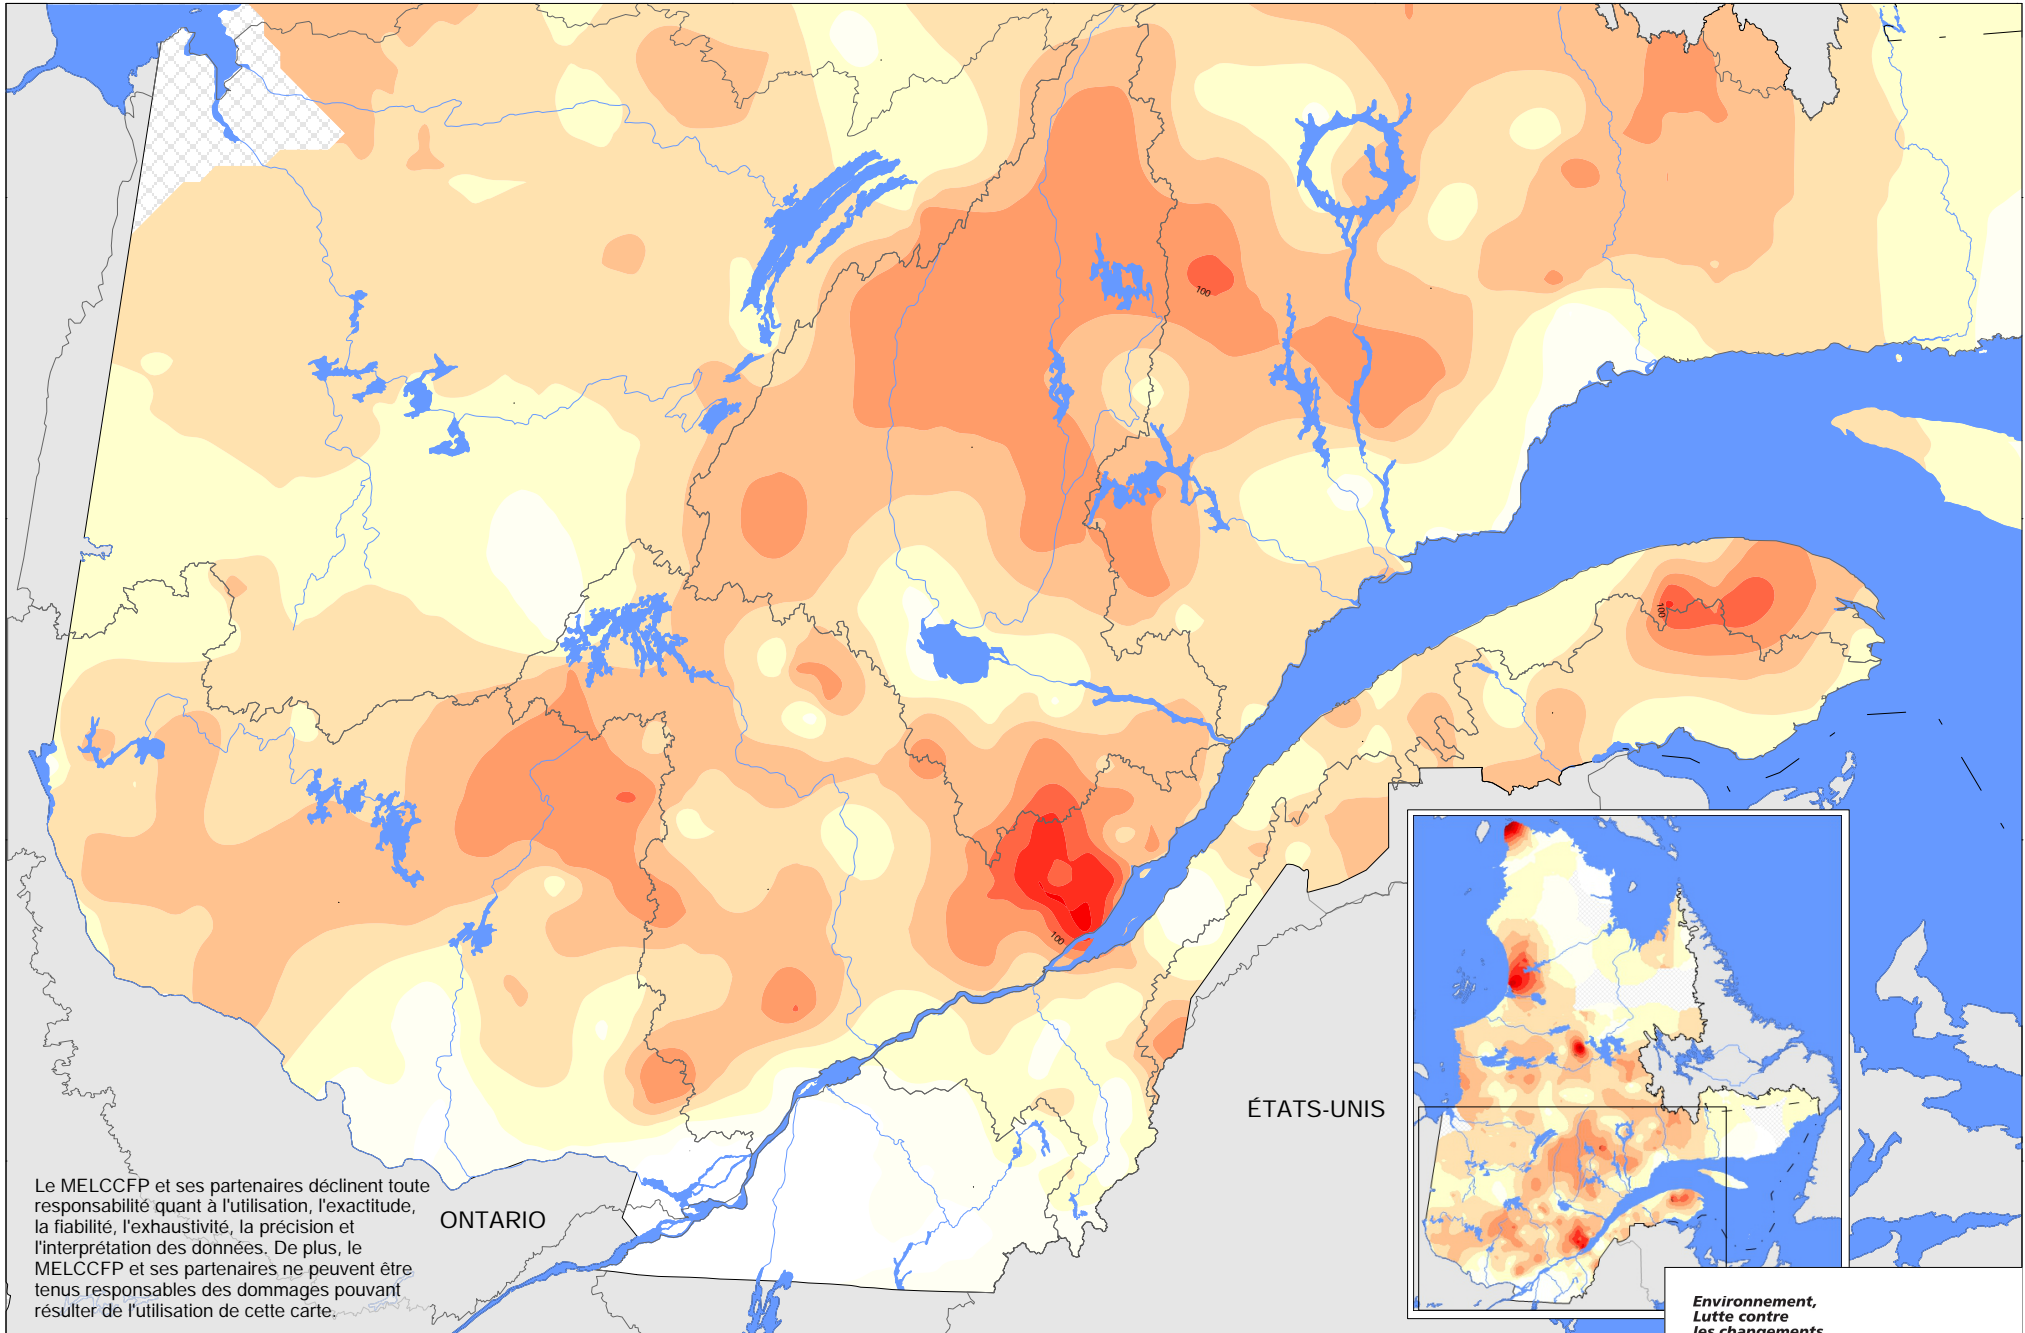 100
100
100
ÉTATS-UNIS
Le MELCCFP et ses partenaires déclinent toute
responsabilité quant à l'utilisation, l'exactitude,
la fiabilité, l'exhaustivité, la précision et
l'interprétation des données. De plus, le
MELCCFP et ses partenaires ne peuvent être
tenus responsables des dommages pouvant
résulter de l'utilisation de cette carte.
ONTARIO
Environnement,
Lutte contre
les changements